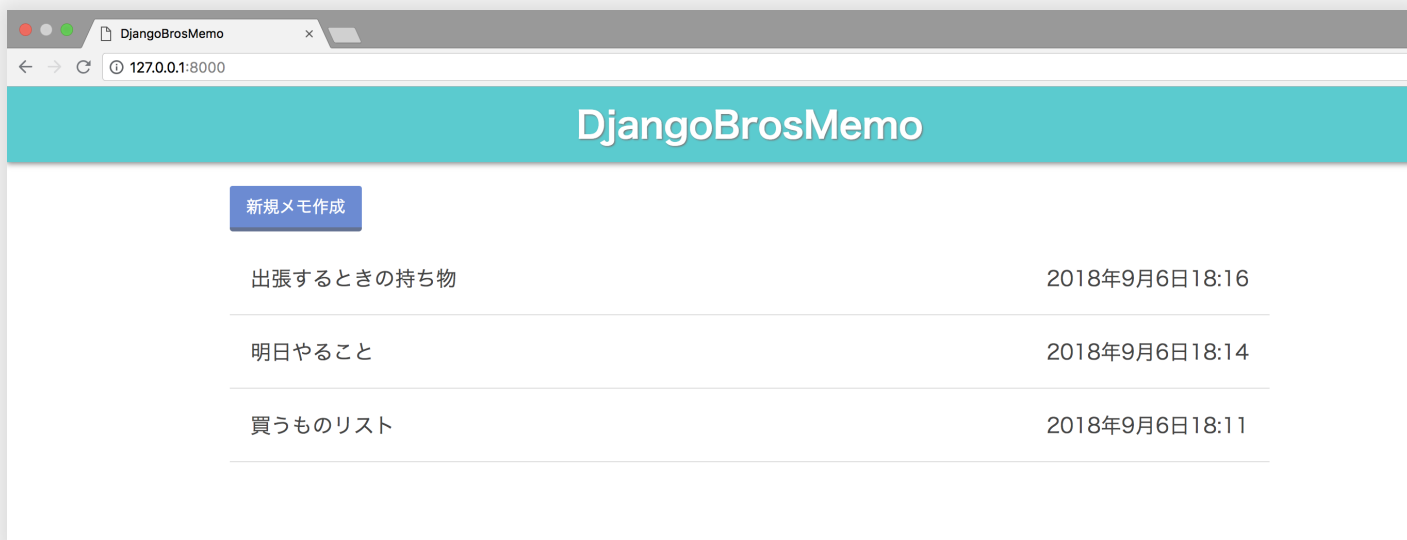 DjangoBrosMemo
127.0.0.1:8000
DjangoBrosMemo
新規メモ作成
出張するときの持ち物 2018年9月6日18:16
明日やること 2018年9月6日18:14
買うものリスト 2018年9月6日18:11